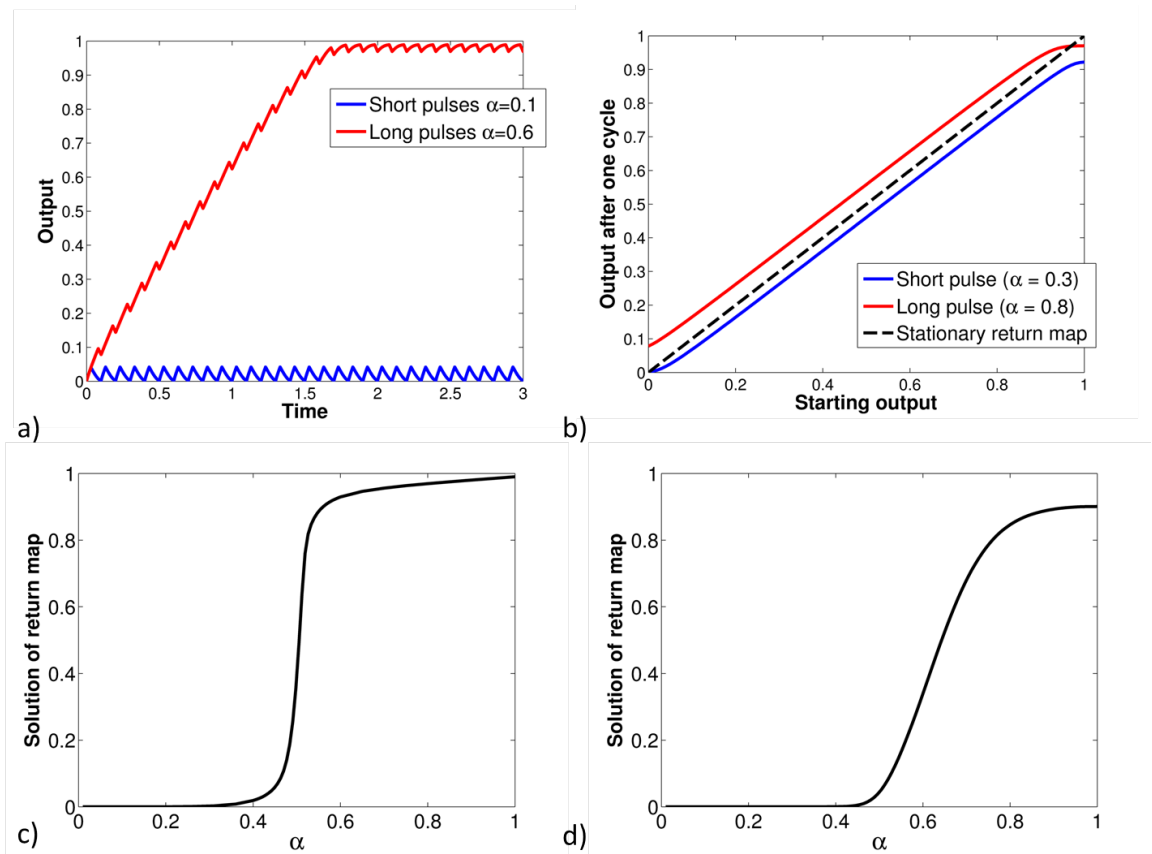 1
0.9
0.8
0.7
0.6
0.5
0.4
0.3
0.2
0.1
0
Output
0 0.5 1 1.5 2 2.5 3
Time
Short pulses α=0.1
Long pulses α=0.6
a)
1
0.9
0.8
0.7
0.6
0.5
0.4
0.3
0.2
0.1
0
Output after one cycle
0 0.2 0.4 0.6 0.8 1
Starting output
Short pulse (α = 0.3)
Long pulse (α = 0.8)
Stationary return map
b)
1
0.8
0.6
0.4
0.2
0
Solution of return map
0 0.2 0.4 0.6 0.8 1
α
c)
1
0.8
0.6
0.4
0.2
0
Solution of return map
0 0.2 0.4 0.6 0.8 1
α
d)